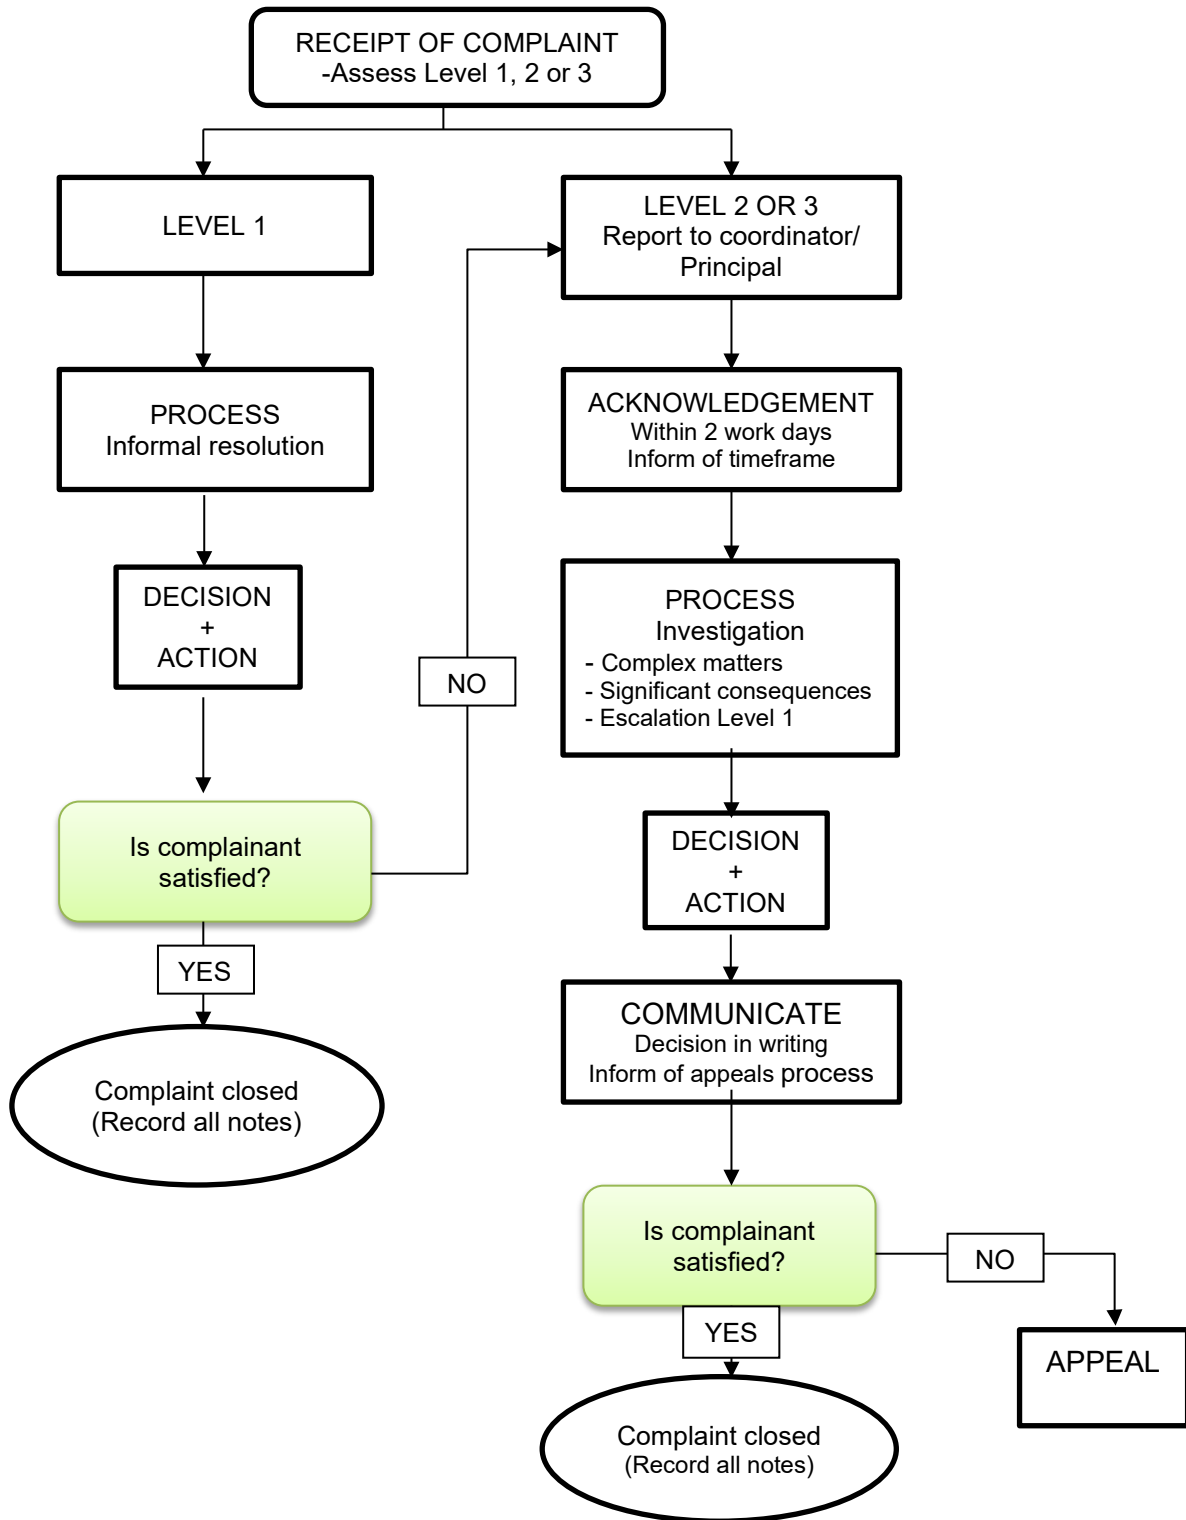 RECEIPT OF COMPLAINT
-Assess Level 1, 2 or 3
LEVEL 1
LEVEL 2 OR 3
Report to coordinator/
Principal
PROCESS
Informal resolution
ACKNOWLEDGEMENT
Within 2 work days
Inform of timeframe
DECISION
+
ACTION
NO
PROCESS
Investigation
- Complex matters
- Significant consequences
- Escalation Level 1
Is complainant
satisfied?
DECISION
+
ACTION
YES
COMMUNICATE
Decision in writing
Inform of appeals process
Complaint closed
(Record all notes)
Is complainant
satisfied?
NO
YES
APPEAL
Complaint closed
(Record all notes)